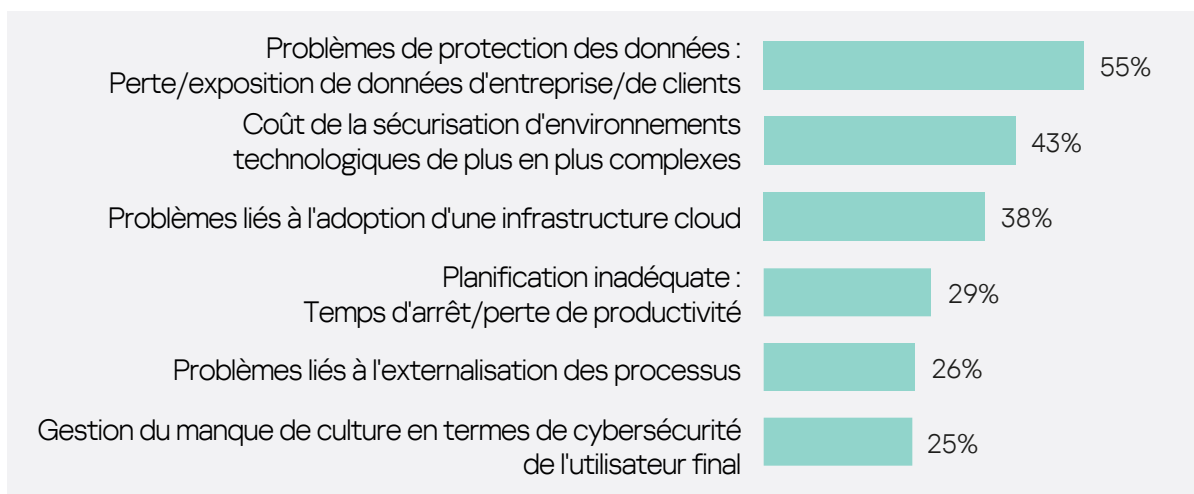 Problèmes de protection des données :
Perte/exposition de données d'entreprise/de clients
55%
Coût de la sécurisation d'environnements
technologiques de plus en plus complexes
43%
Problèmes liés à l'adoption d'une infrastructure cloud
38%
Planification inadéquate :
Temps d'arrêt/perte de productivité
29%
Problèmes liés à l'externalisation des processus
26%
Gestion du manque de culture en termes de cybersécurité
de l'utilisateur final
25%